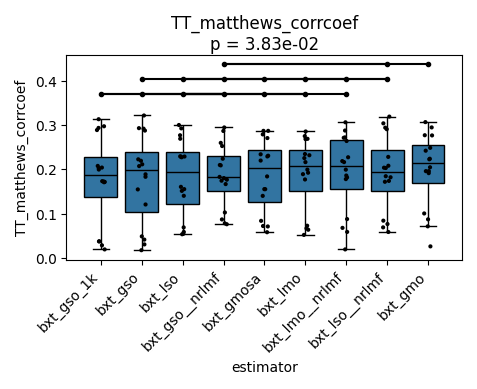 TT_matthews_corrcoef
p = 3.83e-02
TT_matthews_corrcoef
0.4
0.3
0.2
0.1
0.0
bxt_gso_1k
bxt_gso
bxt_lso
bxt_gso__nrlmf
bxt_gmosa
bxt_lmo
bxt_lmo__nrlmf
bxt_lso__nrlmf
bxt_gmo
estimator